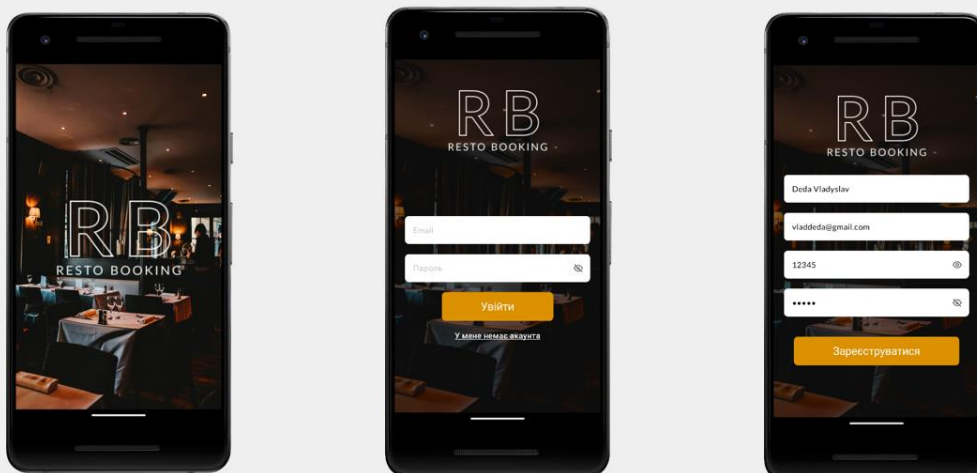 RB
RESTO BOOKING
RB
RESTO BOOKING
Email
Пароль
Увійти
У мене немає акаунта
RB
RESTO BOOKING
Deda Vladyslav
vladdeda@gmail.com
12345
•••••
Зареєструватися